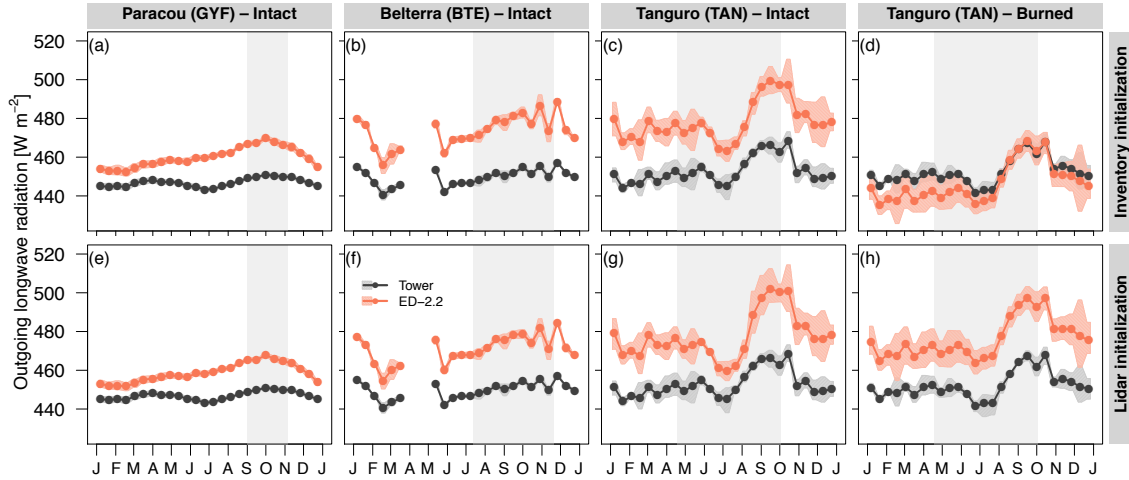 Paracou (GYF) – Intact
Belterra (BTE) – Intact
Tanguro (TAN) – Intact
Tanguro (TAN) – Burned
Outgoing longwave radiation [W m⁻²]
520
500
480
460
440
(a)
(b)
(c)
(d)
Inventory initialization
520
500
480
460
440
(e)
(f)
(g)
(h)
Tower
ED−2.2
Lidar initialization
J F M A M J J A S O N D J
J F M A M J J A S O N D J
J F M A M J J A S O N D J
J F M A M J J A S O N D J